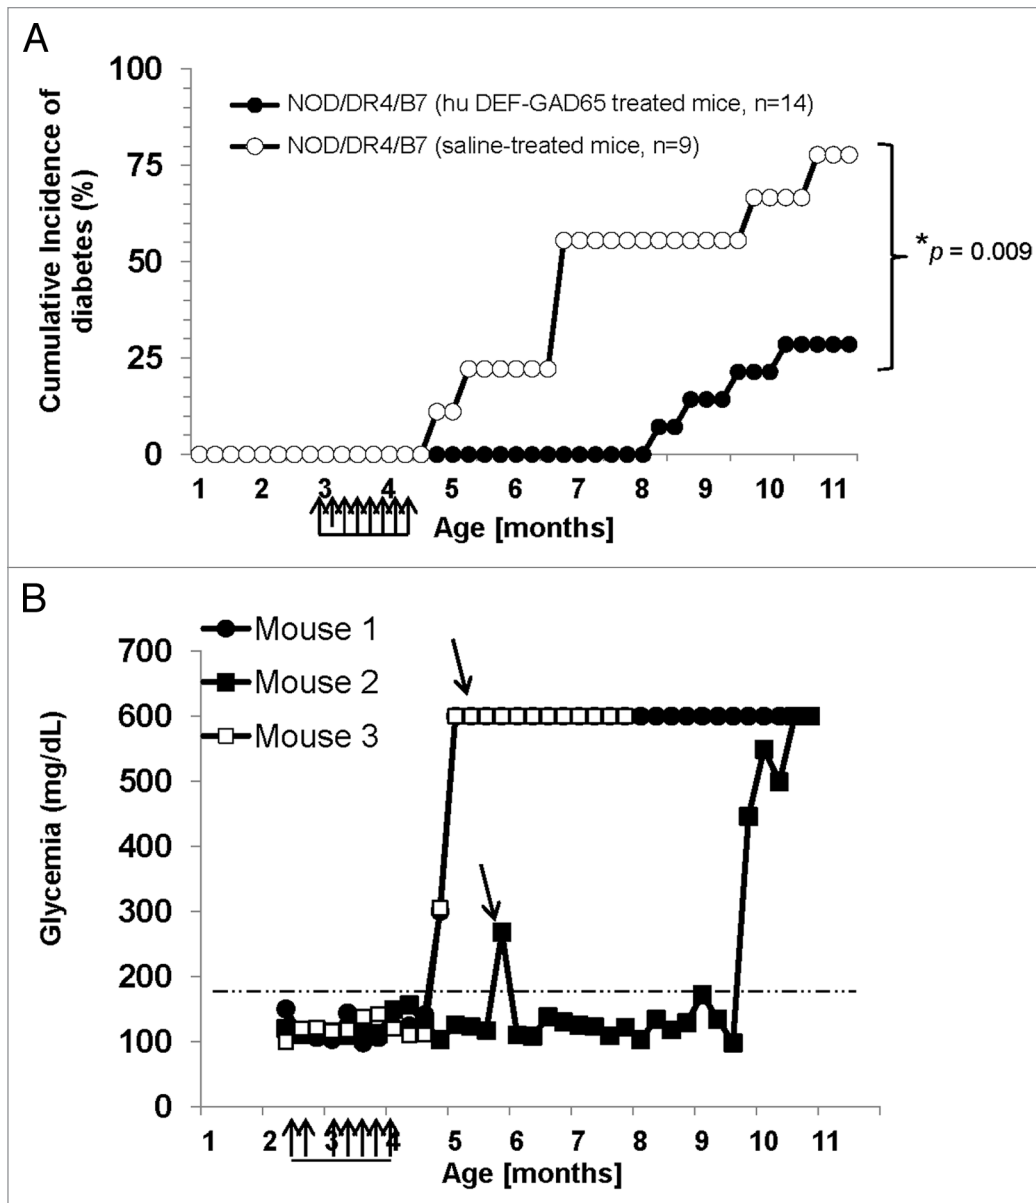 A
100
75
50
25
0
Cumulative Incidence of
diabetes (%)
NOD/DR4/B7 (hu DEF-GAD65 treated mice, n=14)
NOD/DR4/B7 (saline-treated mice, n=9)
*p = 0.009
1 2 3 4 5 6 7 8 9 10 11
Age [months]
B
Mouse 1
Mouse 2
Mouse 3
700
600
500
400
300
200
100
0
Glycemia (mg/dL)
1 2 3 4 5 6 7 8 9 10 11
Age [months]